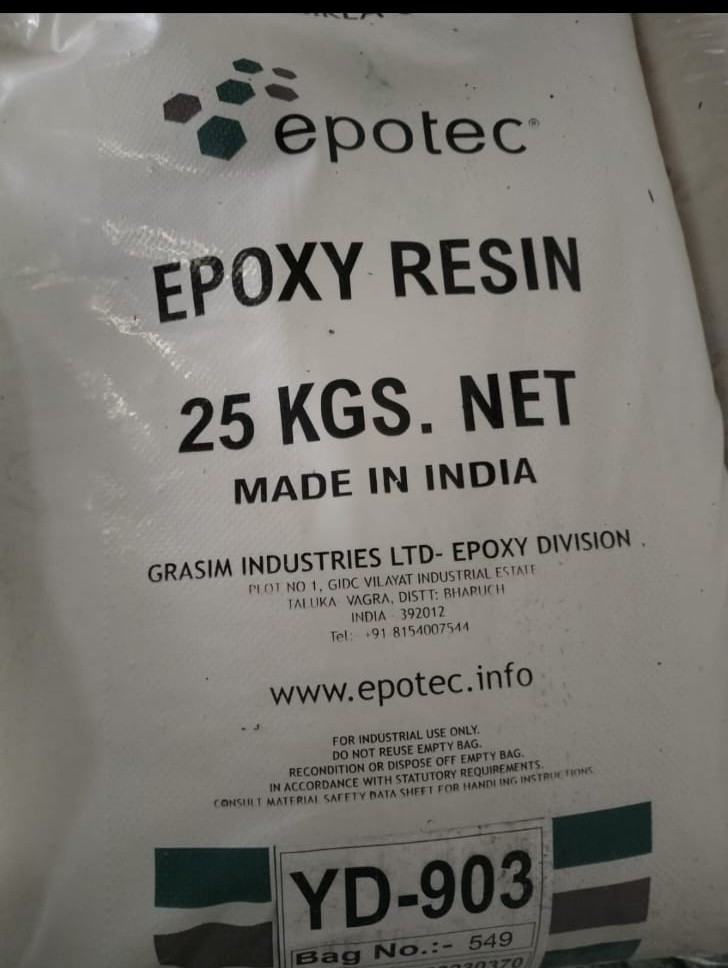 epotec®
EPOXY RESIN
25 KGS. NET
MADE IN INDIA
GRASIM INDUSTRIES LTD- EPOXY DIVISION .
PLOT NO 1, GIDC VILAYAT INDUSTRIAL ESTATE
TALUKA VAGRA, DISTT: BHARUCH
INDIA - 392012
Tel: +91 8154007544
www.epotec.info
FOR INDUSTRIAL USE ONLY.
DO NOT REUSE EMPTY BAG.
RECONDITION OR DISPOSE OFF EMPTY BAG.
IN ACCORDANCE WITH STATUTORY REQUIREMENTS.
CONSULT MATERIAL SAFETY DATA SHEET FOR HANDLING INSTRUCTIONS
YD-903
Bag No.:- 549